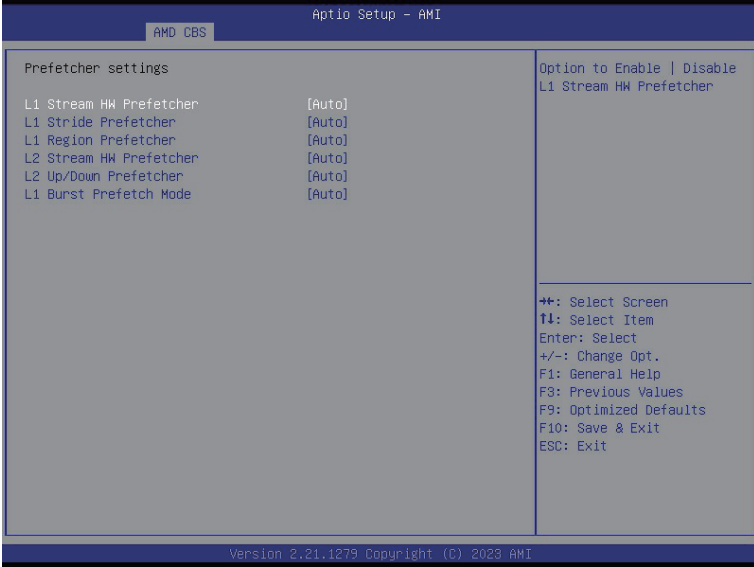 Aptio Setup – AMI
AMD CBS
Prefetcher settings
L1 Stream HW Prefetcher [Auto]
L1 Stride Prefetcher [Auto]
L1 Region Prefetcher [Auto]
L2 Stream HW Prefetcher [Auto]
L2 Up/Down Prefetcher [Auto]
L1 Burst Prefetch Mode [Auto]
Option to Enable | Disable
L1 Stream HW Prefetcher
→←: Select Screen
↑↓: Select Item
Enter: Select
+/-: Change Opt.
F1: General Help
F3: Previous Values
F9: Optimized Defaults
F10: Save & Exit
ESC: Exit
Version 2.21.1279 Copyright (C) 2023 AMI